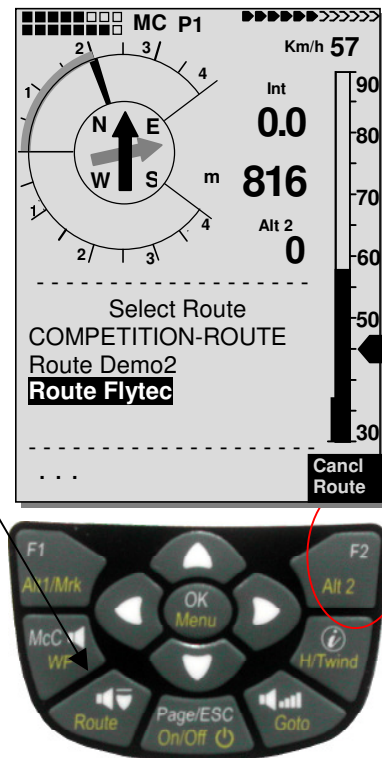 MC P1
Km/h 57
2 3
4
1
Int
0.0
N E
W S
m 816
1
4
2 3
Alt 2
0
90
80
70
60
50
30
Select Route
COMPETITION-ROUTE
Route Demo2
Route Flytec
. . .
Cancl
Route
F1
Alt1/Mrk
F2
Alt 2
OK
Menu
McC
i
H/Twind
Route
Page/ESC
On/Off
Goto